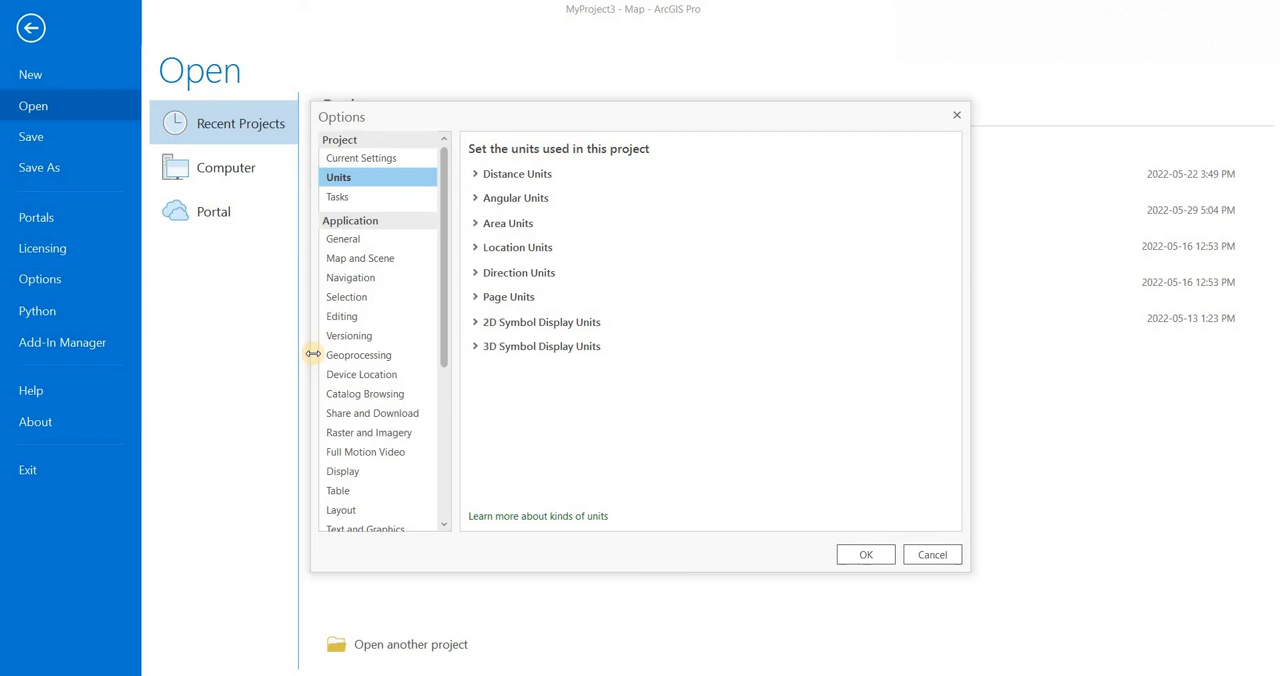 MyProject3 - Map - ArcGIS Pro
New
Open
Save
Save As
Portals
Licensing
Options
Python
Add-In Manager
Help
About
Exit
Open
Recent Projects
Computer
Portal
Options
Project
Current Settings
Units
Tasks
Application
General
Map and Scene
Navigation
Selection
Editing
Versioning
Geoprocessing
Device Location
Catalog Browsing
Share and Download
Raster and Imagery
Full Motion Video
Display
Table
Layout
Text and Graphics
Set the units used in this project
Distance Units
Angular Units
Area Units
Location Units
Direction Units
Page Units
2D Symbol Display Units
3D Symbol Display Units
Learn more about kinds of units
OK
Cancel
2022-05-22 3:49 PM
2022-05-29 5:04 PM
2022-05-16 12:53 PM
2022-05-16 12:53 PM
2022-05-13 1:23 PM
Open another project